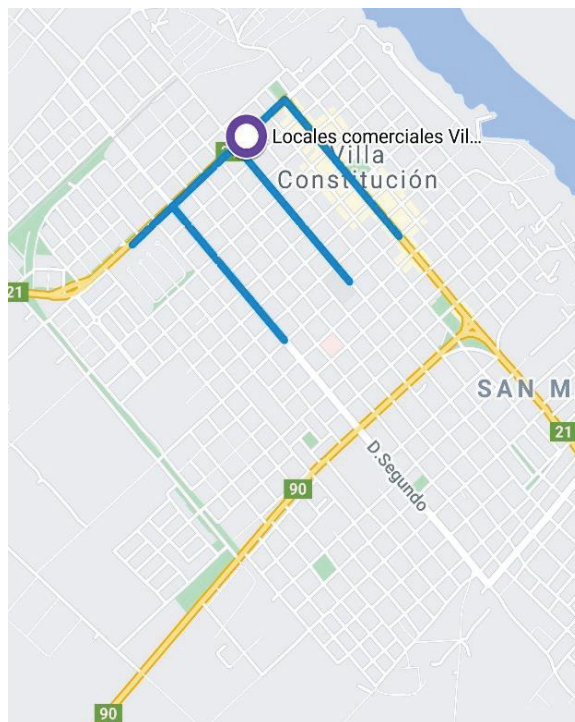 Locales comerciales Vil...
Villa
Constitución
21
SAN M
21
D.Segundo
90
90